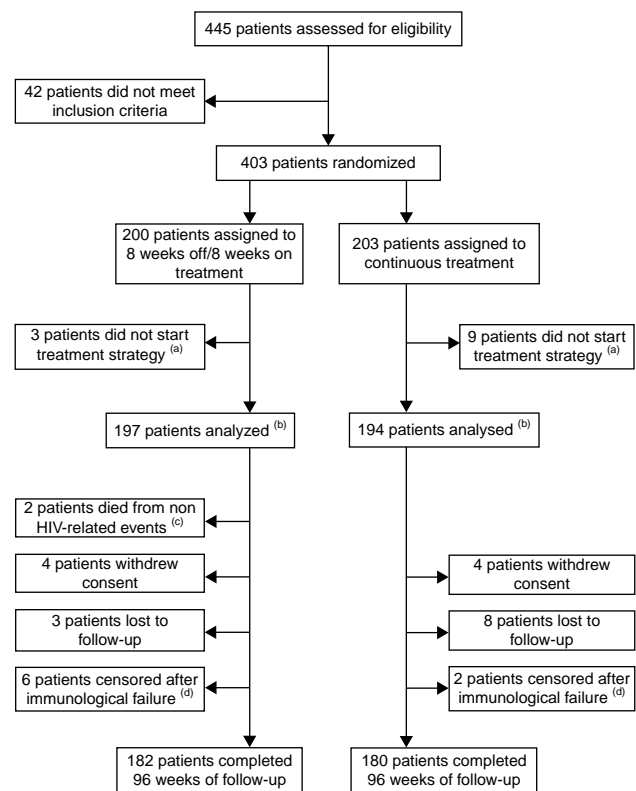 445 patients assessed for eligibility
42 patients did not meet
inclusion criteria
403 patients randomized
200 patients assigned to
8 weeks off/8 weeks on
treatment
203 patients assigned to
continuous treatment
3 patients did not start
treatment strategy (a)
9 patients did not start
treatment strategy (a)
197 patients analyzed (b)
194 patients analysed (b)
2 patients died from non
HIV-related events (c)
4 patients withdrew
consent
4 patients withdrew
consent
3 patients lost to
follow-up
8 patients lost to
follow-up
6 patients censored after
immunological failure (d)
2 patients censored after
immunological failure (d)
182 patients completed
96 weeks of follow-up
180 patients completed
96 weeks of follow-up